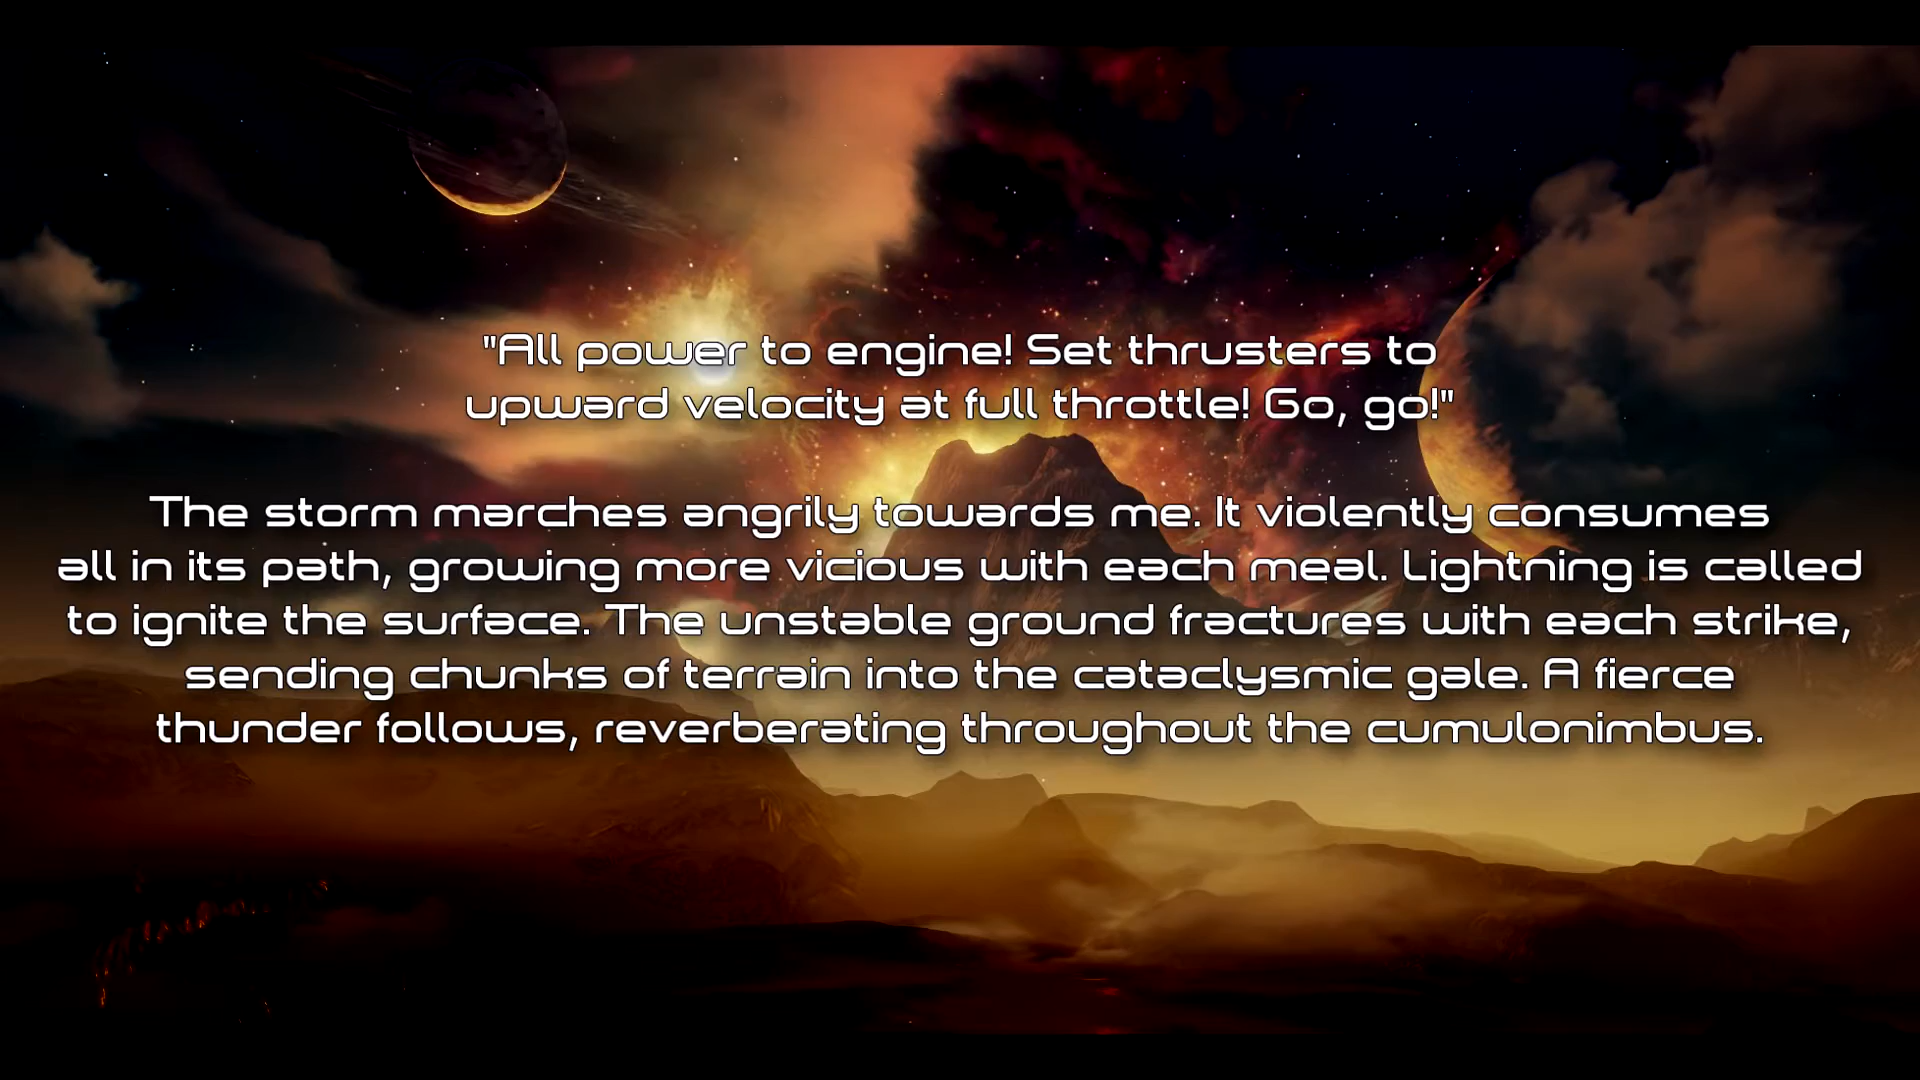 "All power to engine! Set thrusters to
upward velocity at full throttle! Go, go!"
The storm marches angrily towards me. It violently consumes
all in its path, growing more vicious with each meal. Lightning is called
to ignite the surface. The unstable ground fractures with each strike,
sending chunks of terrain into the cataclysmic gale. A fierce
thunder follows, reverberating throughout the cumulonimbus.